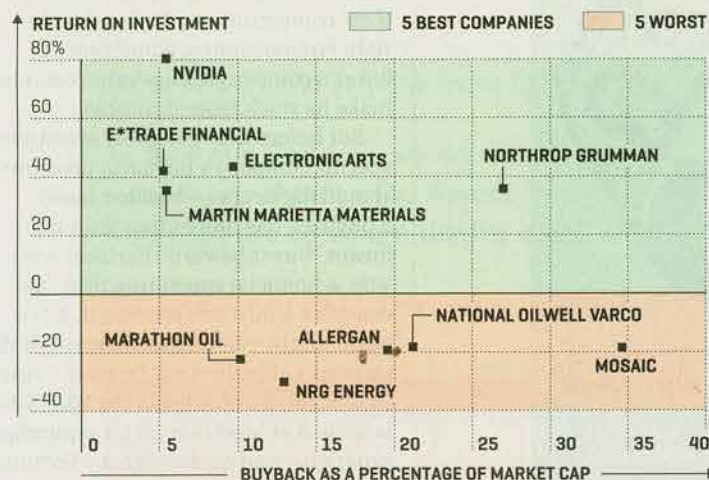 RETURN ON INVESTMENT
5 BEST COMPANIES
5 WORST
80%
NVIDIA
60
E*TRADE FINANCIAL
ELECTRONIC ARTS
NORTHROP GRUMMAN
40
MARTIN MARIETTA MATERIALS
20
0
NATIONAL OILWELL VARCO
MARATHON OIL
ALLERGAN
-20
MOSAIC
NRG ENERGY
-40
0 5 10 15 20 25 30 35 40%
BUYBACK AS A PERCENTAGE OF MARKET CAP